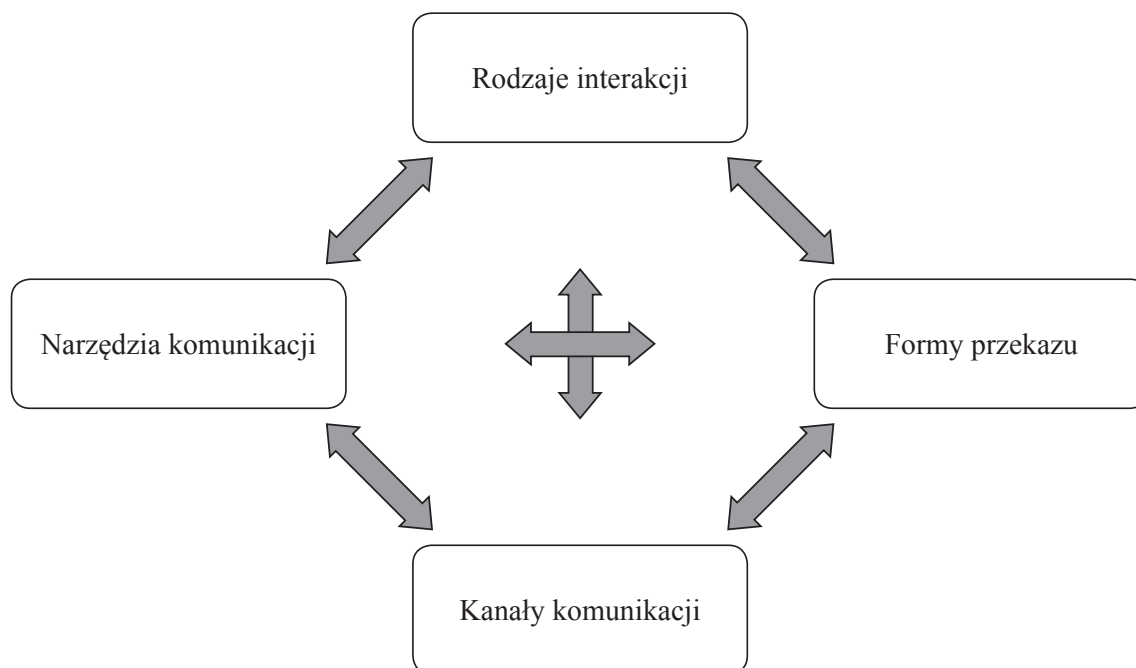 Rodzaje interakcji
Narzędzia komunikacji
Formy przekazu
Kanały komunikacji